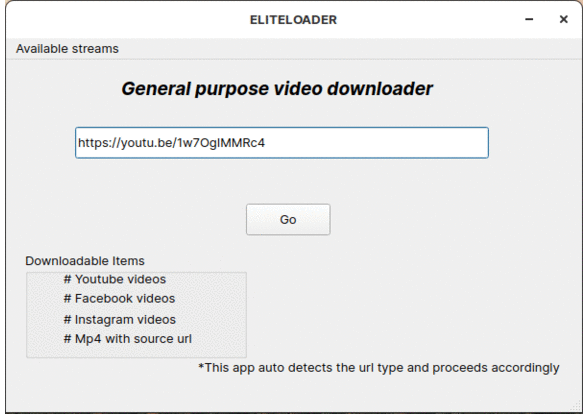 ELITELOADER
Available streams
General purpose video downloader
https://youtu.be/1w7OgIMMRc4
Go
Downloadable Items
# Youtube videos
# Facebook videos
# Instagram videos
# Mp4 with source url
*This app auto detects the url type and proceeds accordingly